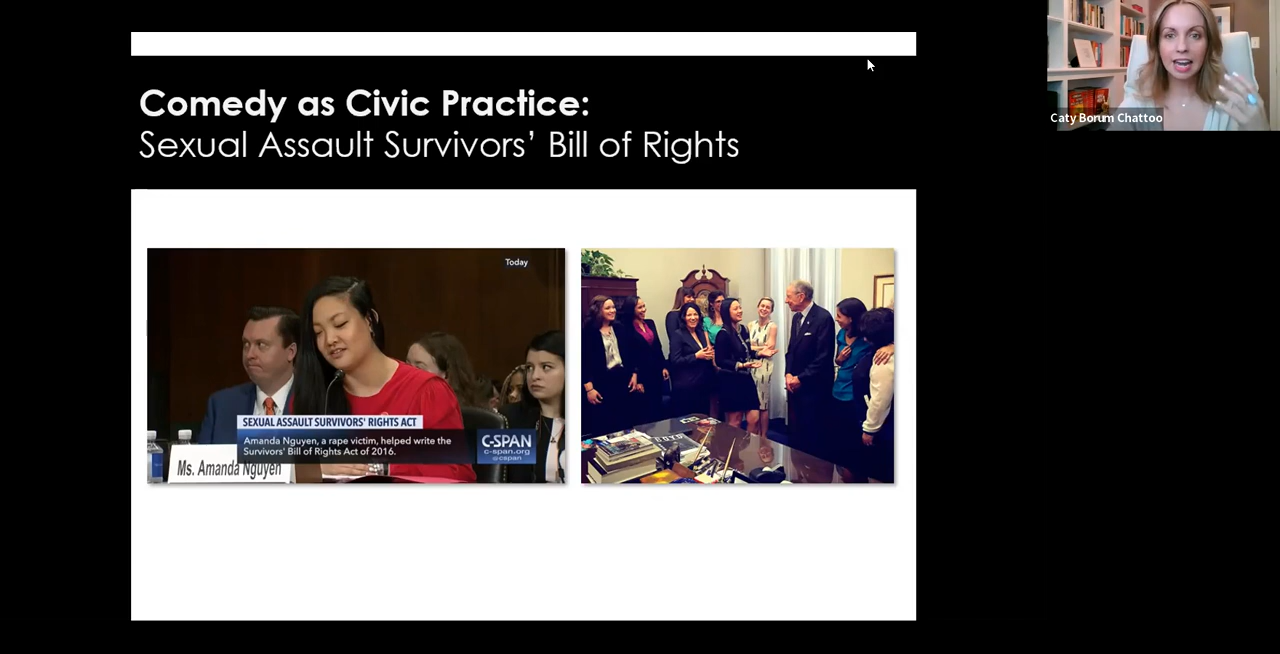 Comedy as Civic Practice:
Sexual Assault Survivors’ Bill of Rights
Caty Borum Chattoo
Today
SEXUAL ASSAULT SURVIVORS' RIGHTS ACT
Amanda Nguyen, a rape victim, helped write the
Survivors' Bill of Rights Act of 2016.
C-SPAN
c-span.org
@cspan
Ms. Amanda Nguyen